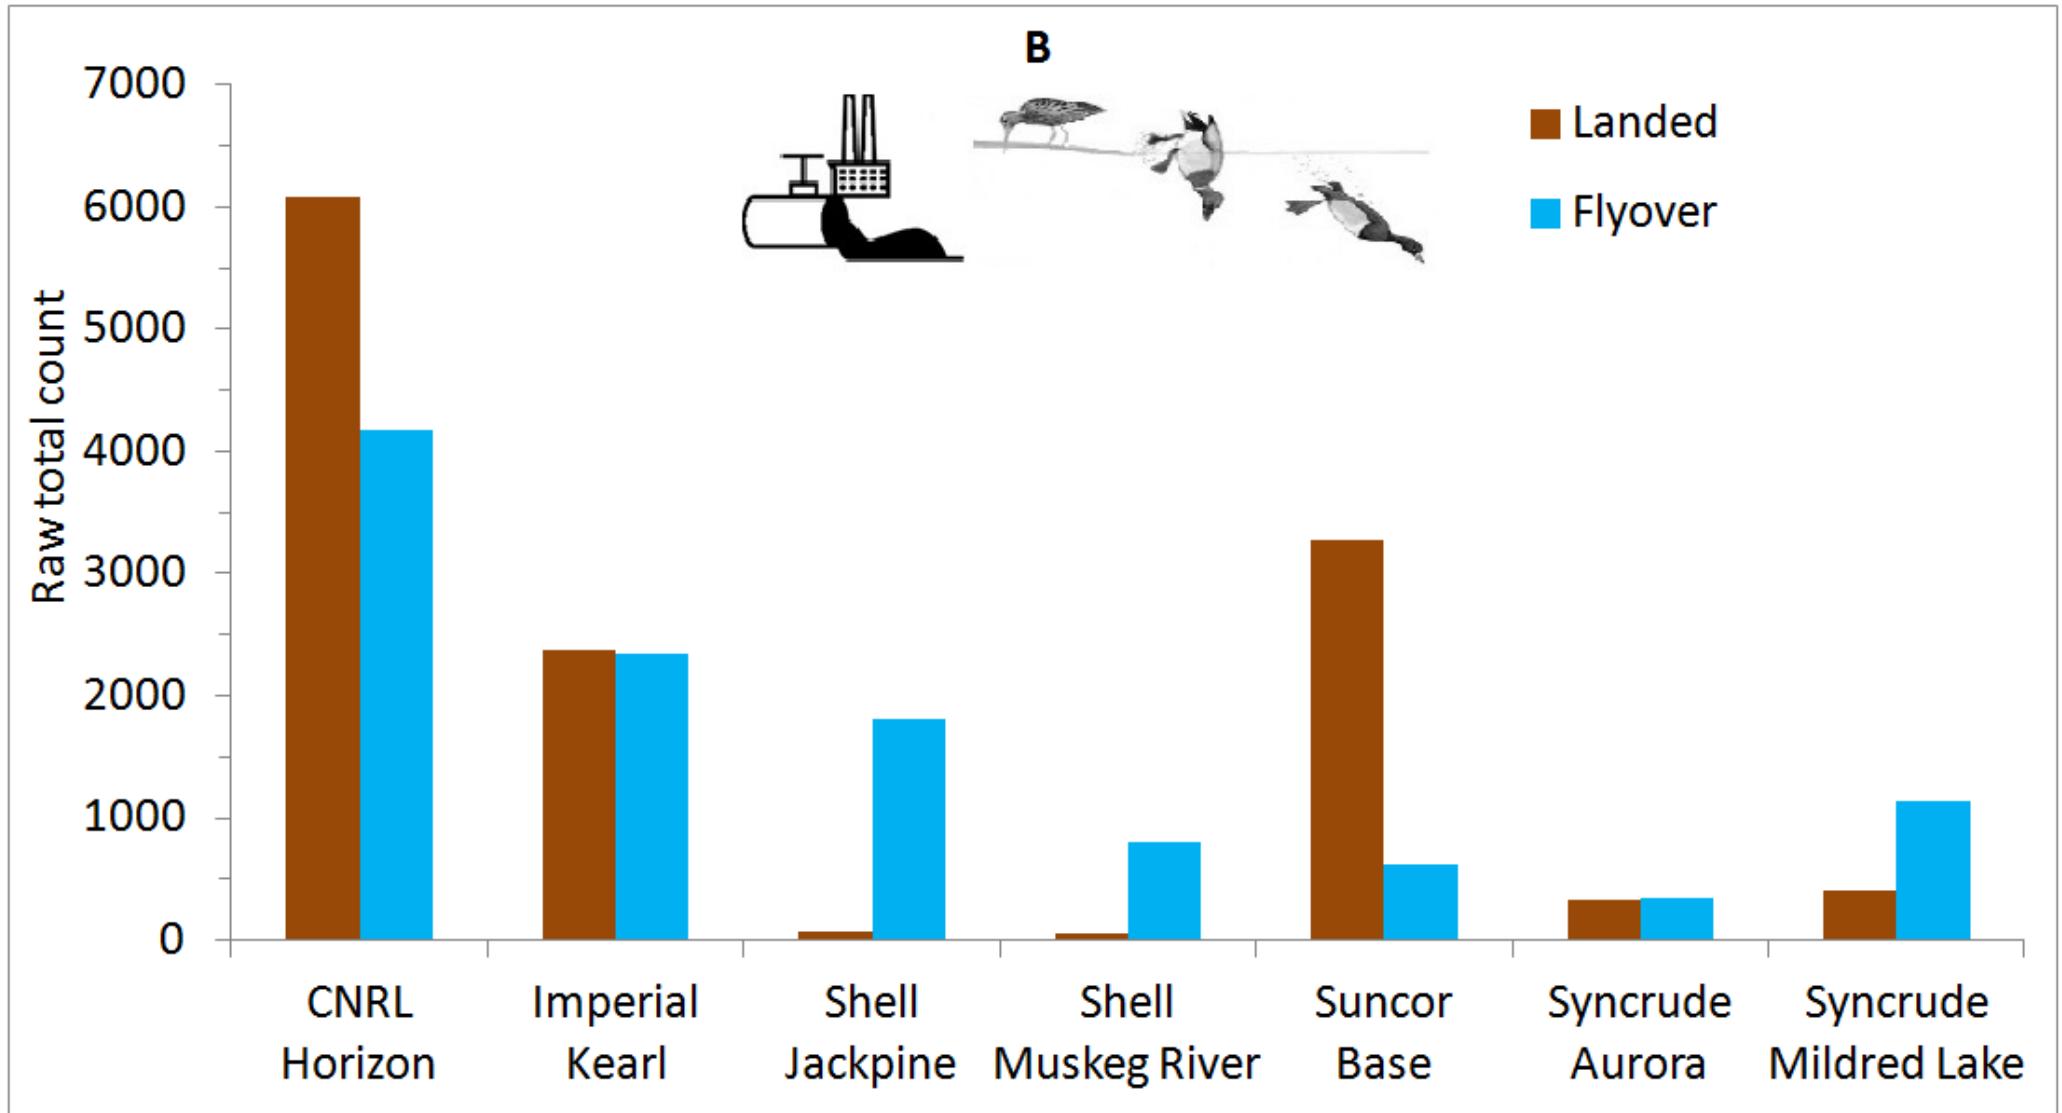 B
Landed
Flyover
Raw total count
7000
6000
5000
4000
3000
2000
1000
0
CNRL
Horizon
Imperial
Kearl
Shell
Jackpine
Shell
Muskeg River
Suncor
Base
Syncrude
Aurora
Syncrude
Mildred Lake